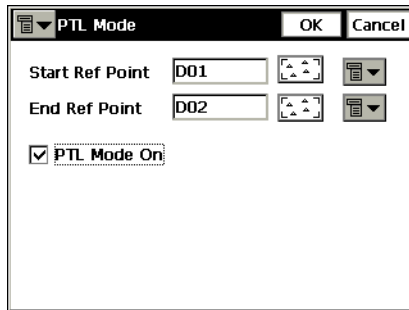 PTL Mode OK Cancel
Start Ref Point D01
End Ref Point D02
PTL Mode On